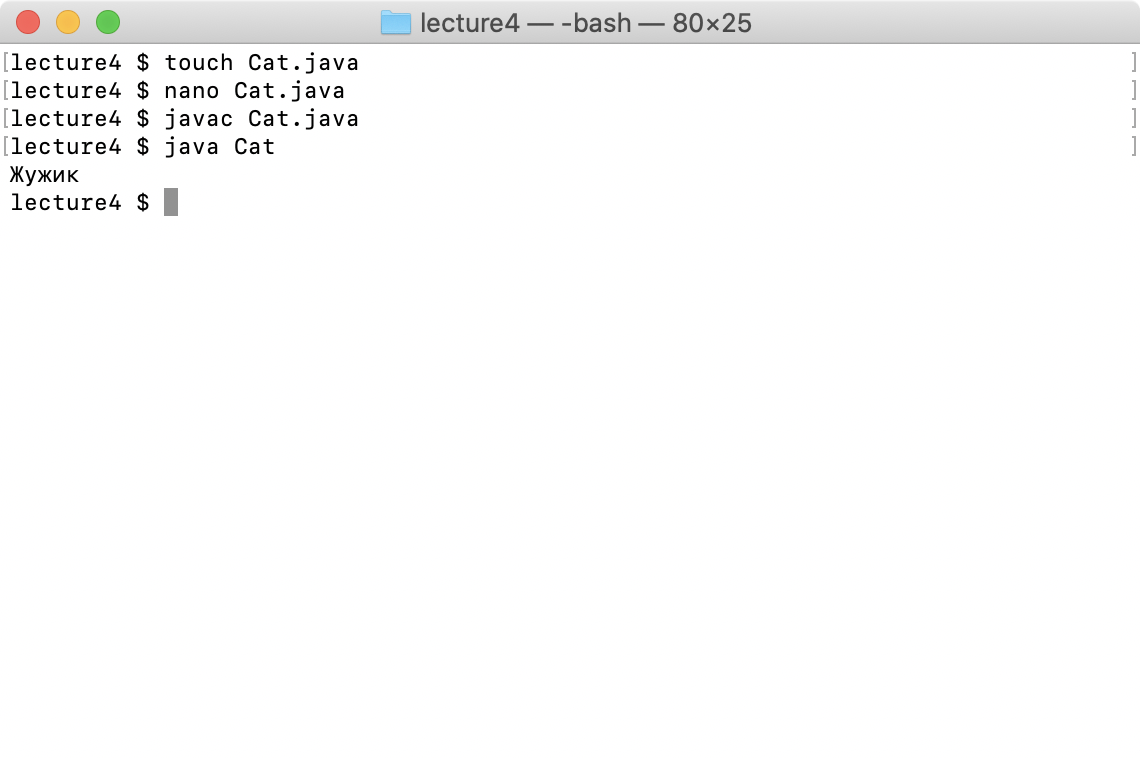 lecture4 — -bash — 80×25
[lecture4 $ touch Cat.java ]
[lecture4 $ nano Cat.java ]
[lecture4 $ javac Cat.java ]
[lecture4 $ java Cat ]
Жужик
lecture4 $